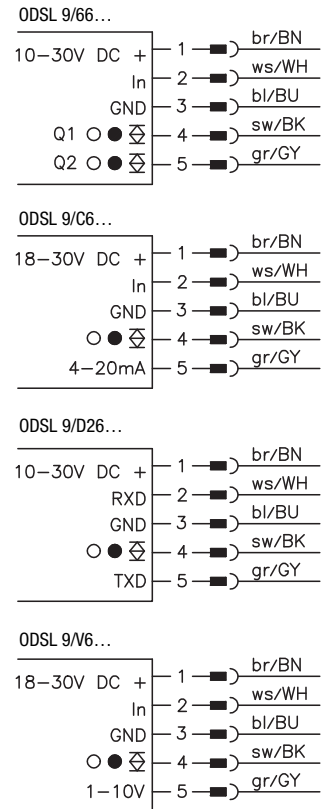 ODSL 9/66...
10–30V DC + 1 br/BN
In 2 ws/WH
GND 3 bl/BU
Q1 4 sw/BK
Q2 5 gr/GY
ODSL 9/C6...
18–30V DC + 1 br/BN
In 2 ws/WH
GND 3 bl/BU
4 sw/BK
4–20mA 5 gr/GY
ODSL 9/D26...
10–30V DC + 1 br/BN
RXD 2 ws/WH
GND 3 bl/BU
4 sw/BK
TXD 5 gr/GY
ODSL 9/V6...
18–30V DC + 1 br/BN
In 2 ws/WH
GND 3 bl/BU
4 sw/BK
1–10V 5 gr/GY